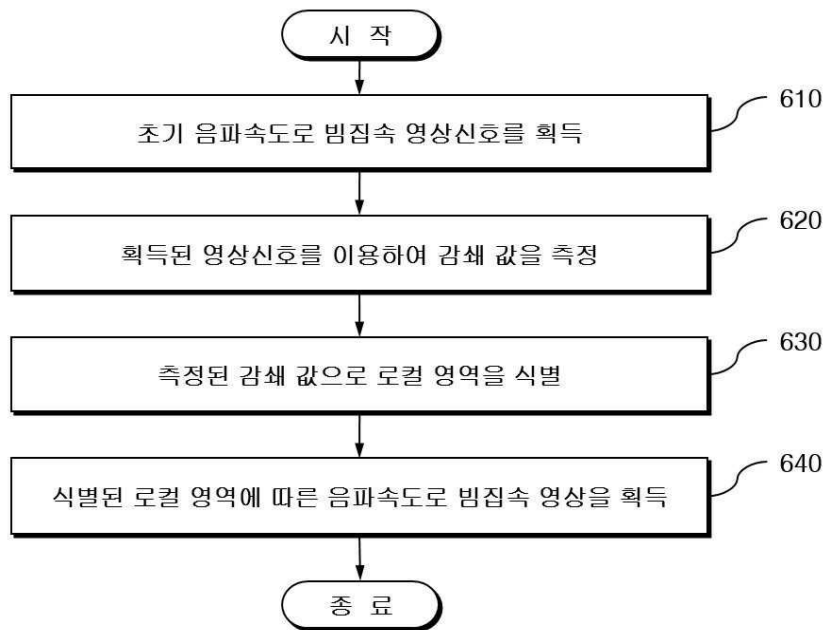 시 작
초기 음파속도로 빔집속 영상신호를 획득
610
획득된 영상신호를 이용하여 감쇄 값을 측정
620
측정된 감쇄 값으로 로컬 영역을 식별
630
식별된 로컬 영역에 따른 음파속도로 빔집속 영상을 획득
640
종 료